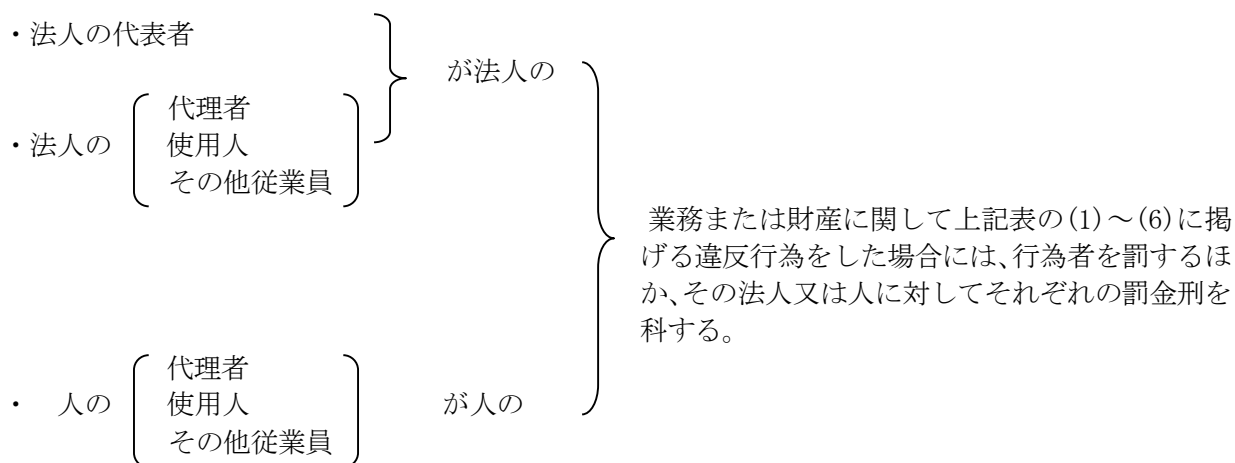 ・法人の代表者
が法人の
・法人の
代理者
使用人
その他従業員
業務または財産に関して上記表の(1)～(6)に掲
げる違反行為をした場合には、行為者を罰するほ
か、その法人又は人に対してそれぞれの罰金刑を
科する。
・ 人の
代理者
使用人
その他従業員
が人の